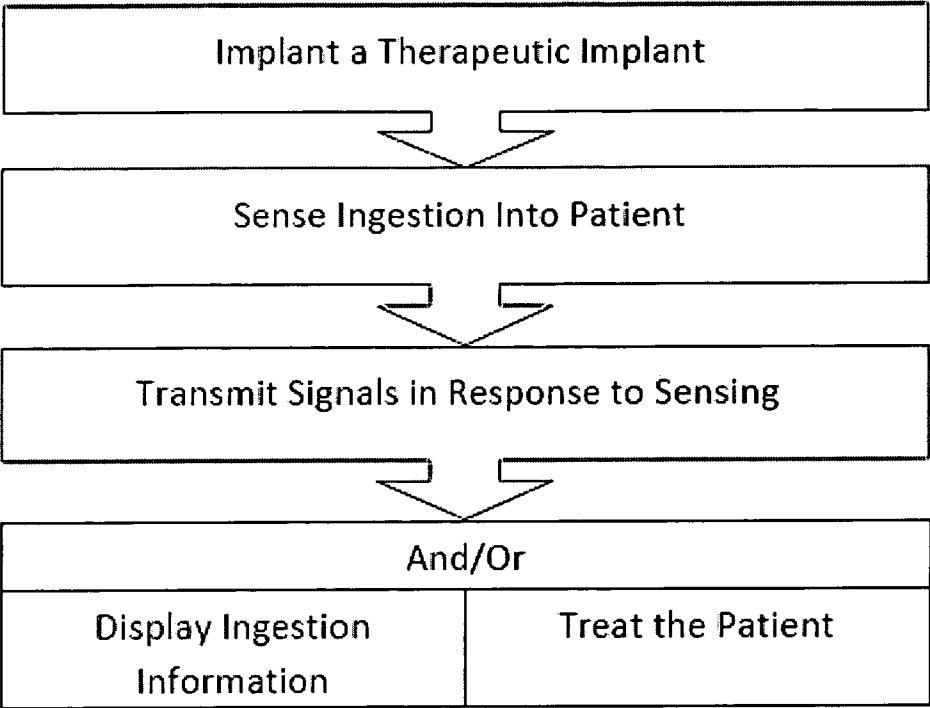 Implant a Therapeutic Implant
Sense Ingestion Into Patient
Transmit Signals in Response to Sensing
And/Or
Display Ingestion
Information
Treat the Patient